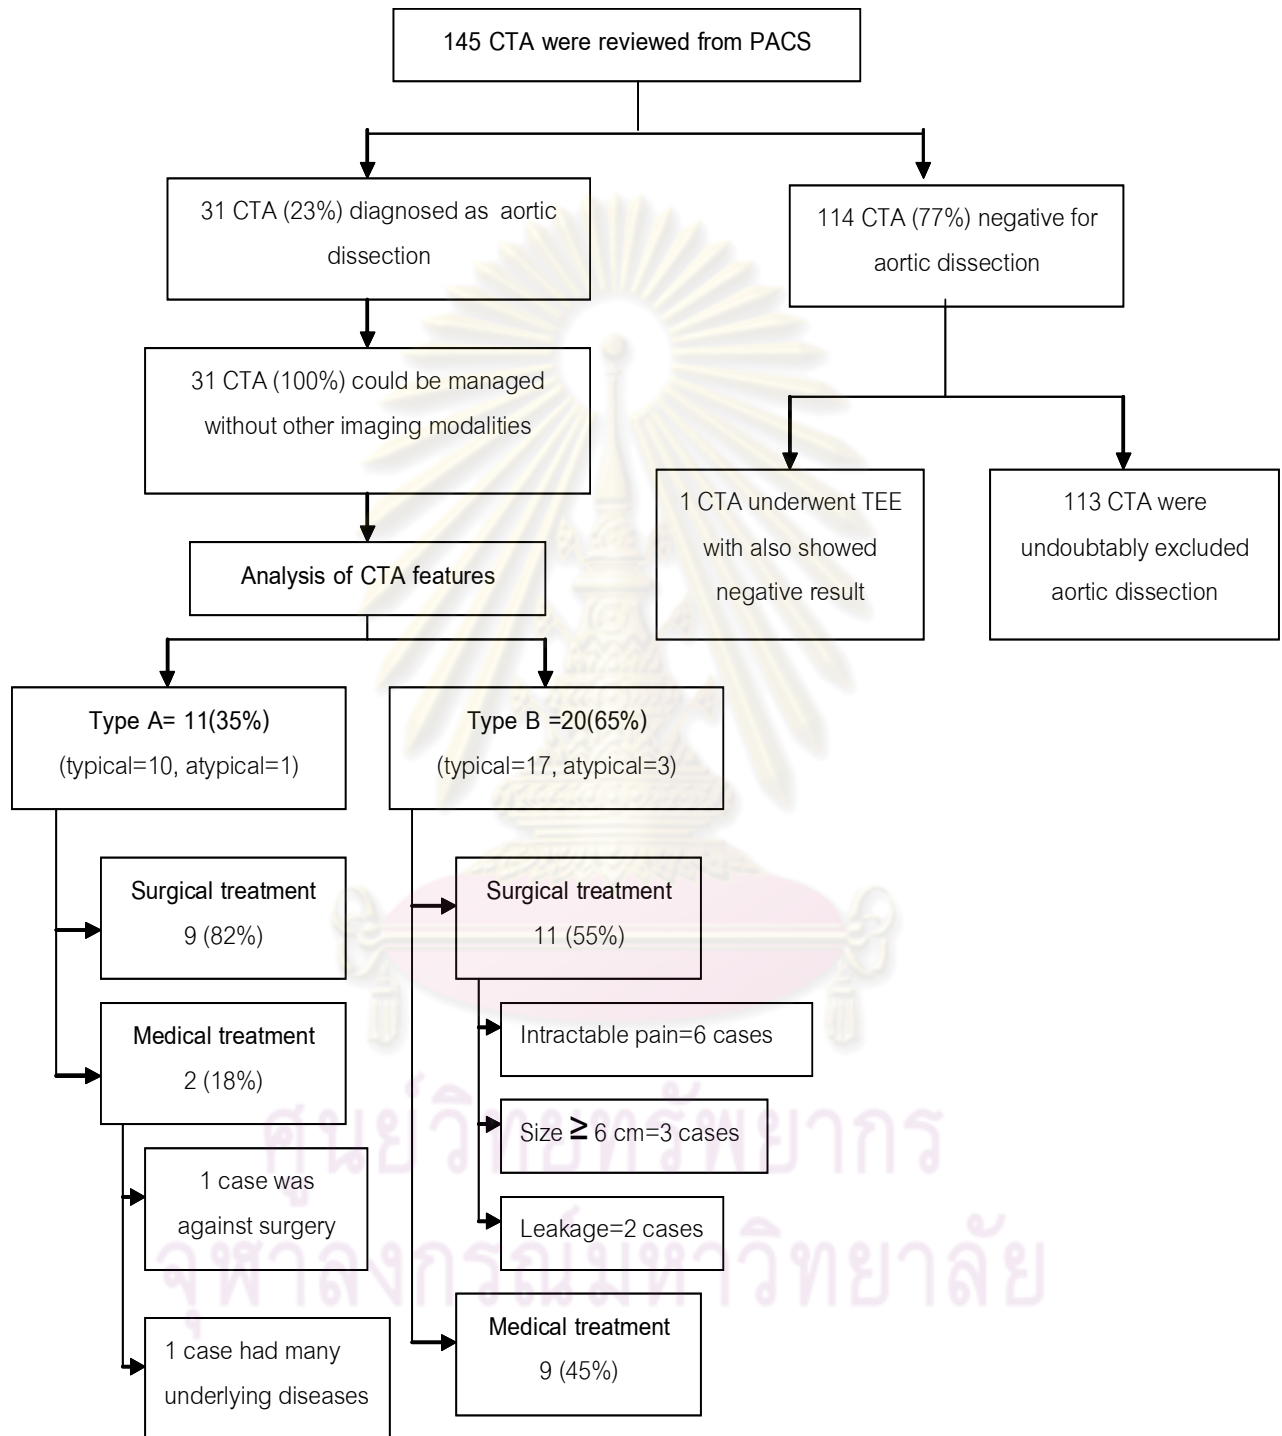 145 CTA were reviewed from PACS
31 CTA (23%) diagnosed as aortic
dissection
114 CTA (77%) negative for
aortic dissection
31 CTA (100%) could be managed
without other imaging modalities
1 CTA underwent TEE
with also showed
negative result
113 CTA were
undoubtably excluded
aortic dissection
Analysis of CTA features
Type A= 11(35%)
(typical=10, atypical=1)
Type B =20(65%)
(typical=17, atypical=3)
Surgical treatment
9 (82%)
Medical treatment
2 (18%)
1 case was
against surgery
1 case had many
underlying diseases
Surgical treatment
11 (55%)
Intractable pain=6 cases
Size ≥ 6 cm=3 cases
Leakage=2 cases
Medical treatment
9 (45%)
ศูนย์วิทยทรัพยากร
จุฬาลงกรณ์มหาวิทยาลัย